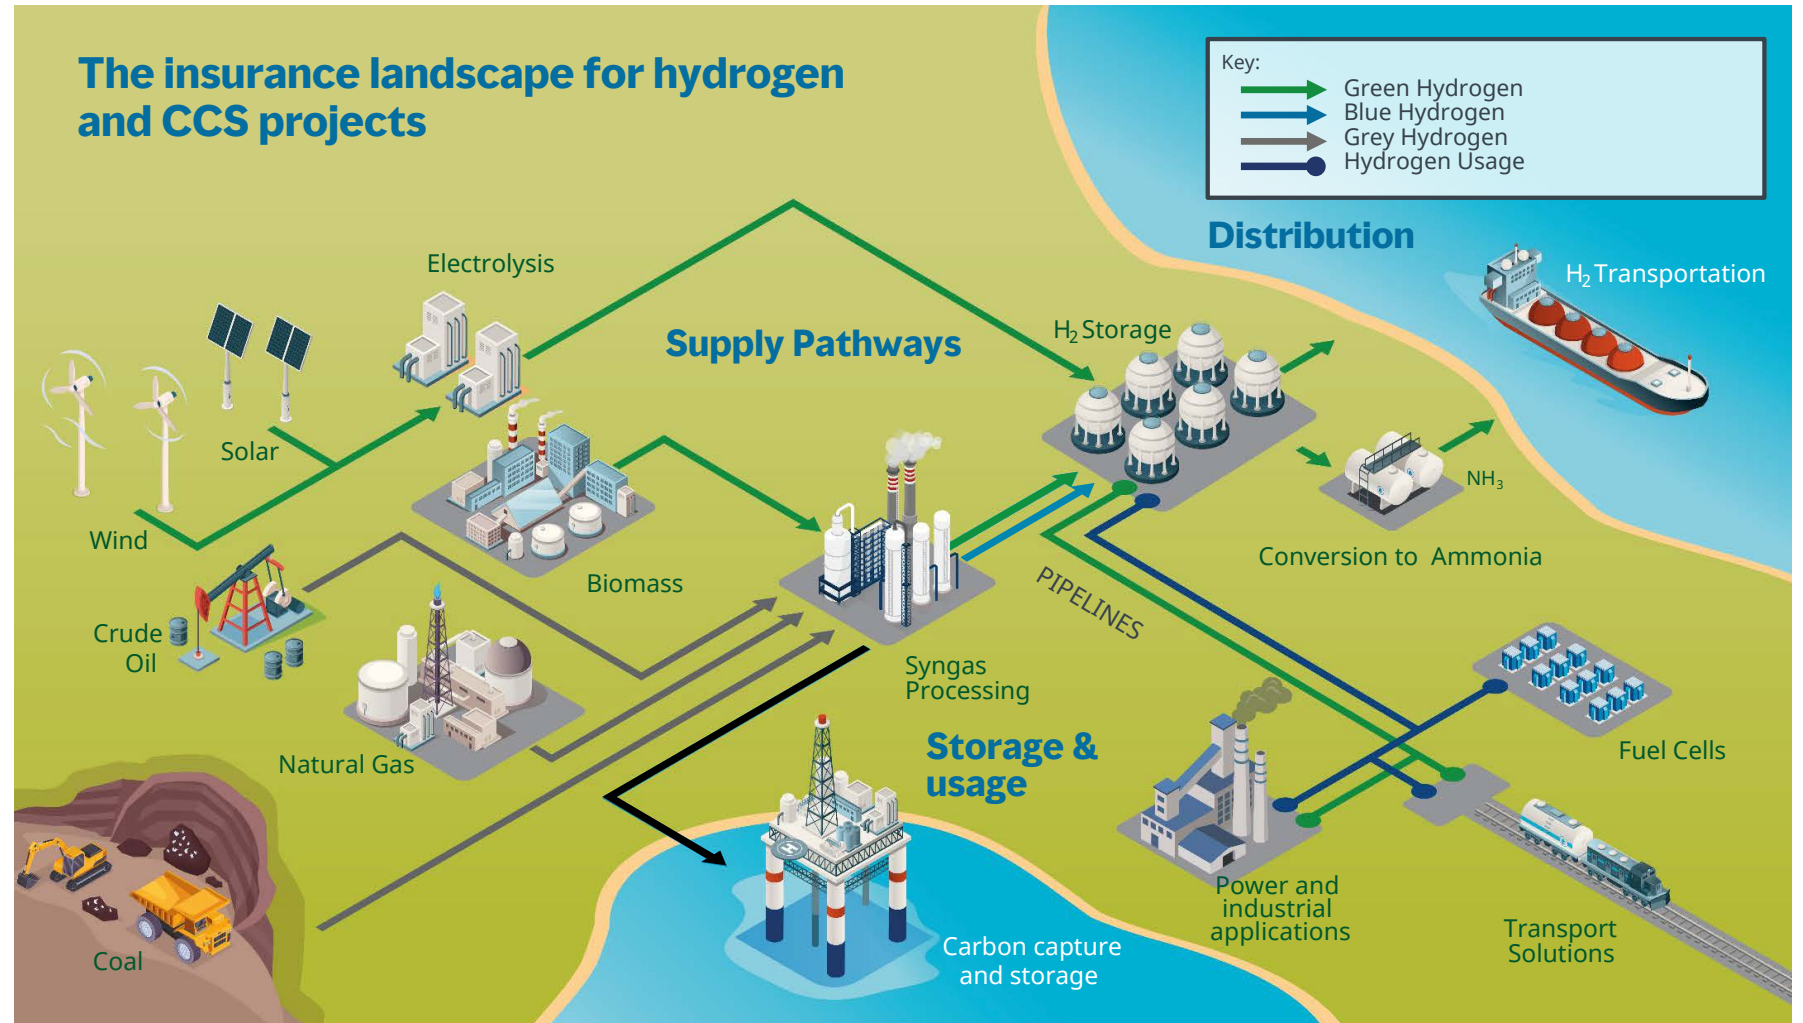 The insurance landscape for hydrogen
and CCS projects
Key:
Green Hydrogen
Blue Hydrogen
Grey Hydrogen
Hydrogen Usage
Distribution
H2 Transportation
Electrolysis
Supply Pathways
H2 Storage
Solar
Wind
NH3
Conversion to Ammonia
Biomass
PIPELINES
Crude
Oil
Syngas
Processing
Natural Gas
Storage &
usage
Fuel Cells
H
Power and
industrial
applications
Transport
Solutions
Carbon capture
and storage
Coal